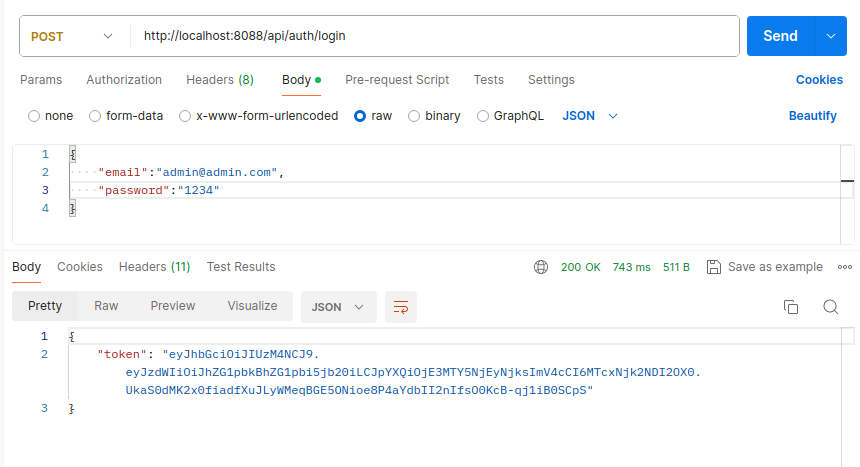 POST http://localhost:8088/api/auth/login Send
Params Authorization Headers (8) Body Pre-request Script Tests Settings Cookies
none form-data x-www-form-urlencoded raw binary GraphQL JSON Beautify
1 {
2 "email":"admin@admin.com",
3 "password":"1234"
4 }
Body Cookies Headers (11) Test Results 200 OK 743 ms 511 B Save as example
Pretty Raw Preview Visualize JSON
1 {
2 "token": "eyJhbGciOiJIUzM4NCJ9.
eyJzdWIiOiJhZG1pbkBhZG1pbi5jb20iLCJpYXQiOjE3MTY5NjEyNjksImV4cCI6MTcxNjk2NDI2OX0.
UkaS0dMK2x0fiadfXuJLyWMeqBGE5ONioe8P4aYdbII2nIfsO0KcB-qj1iB0SCpS"
3 }